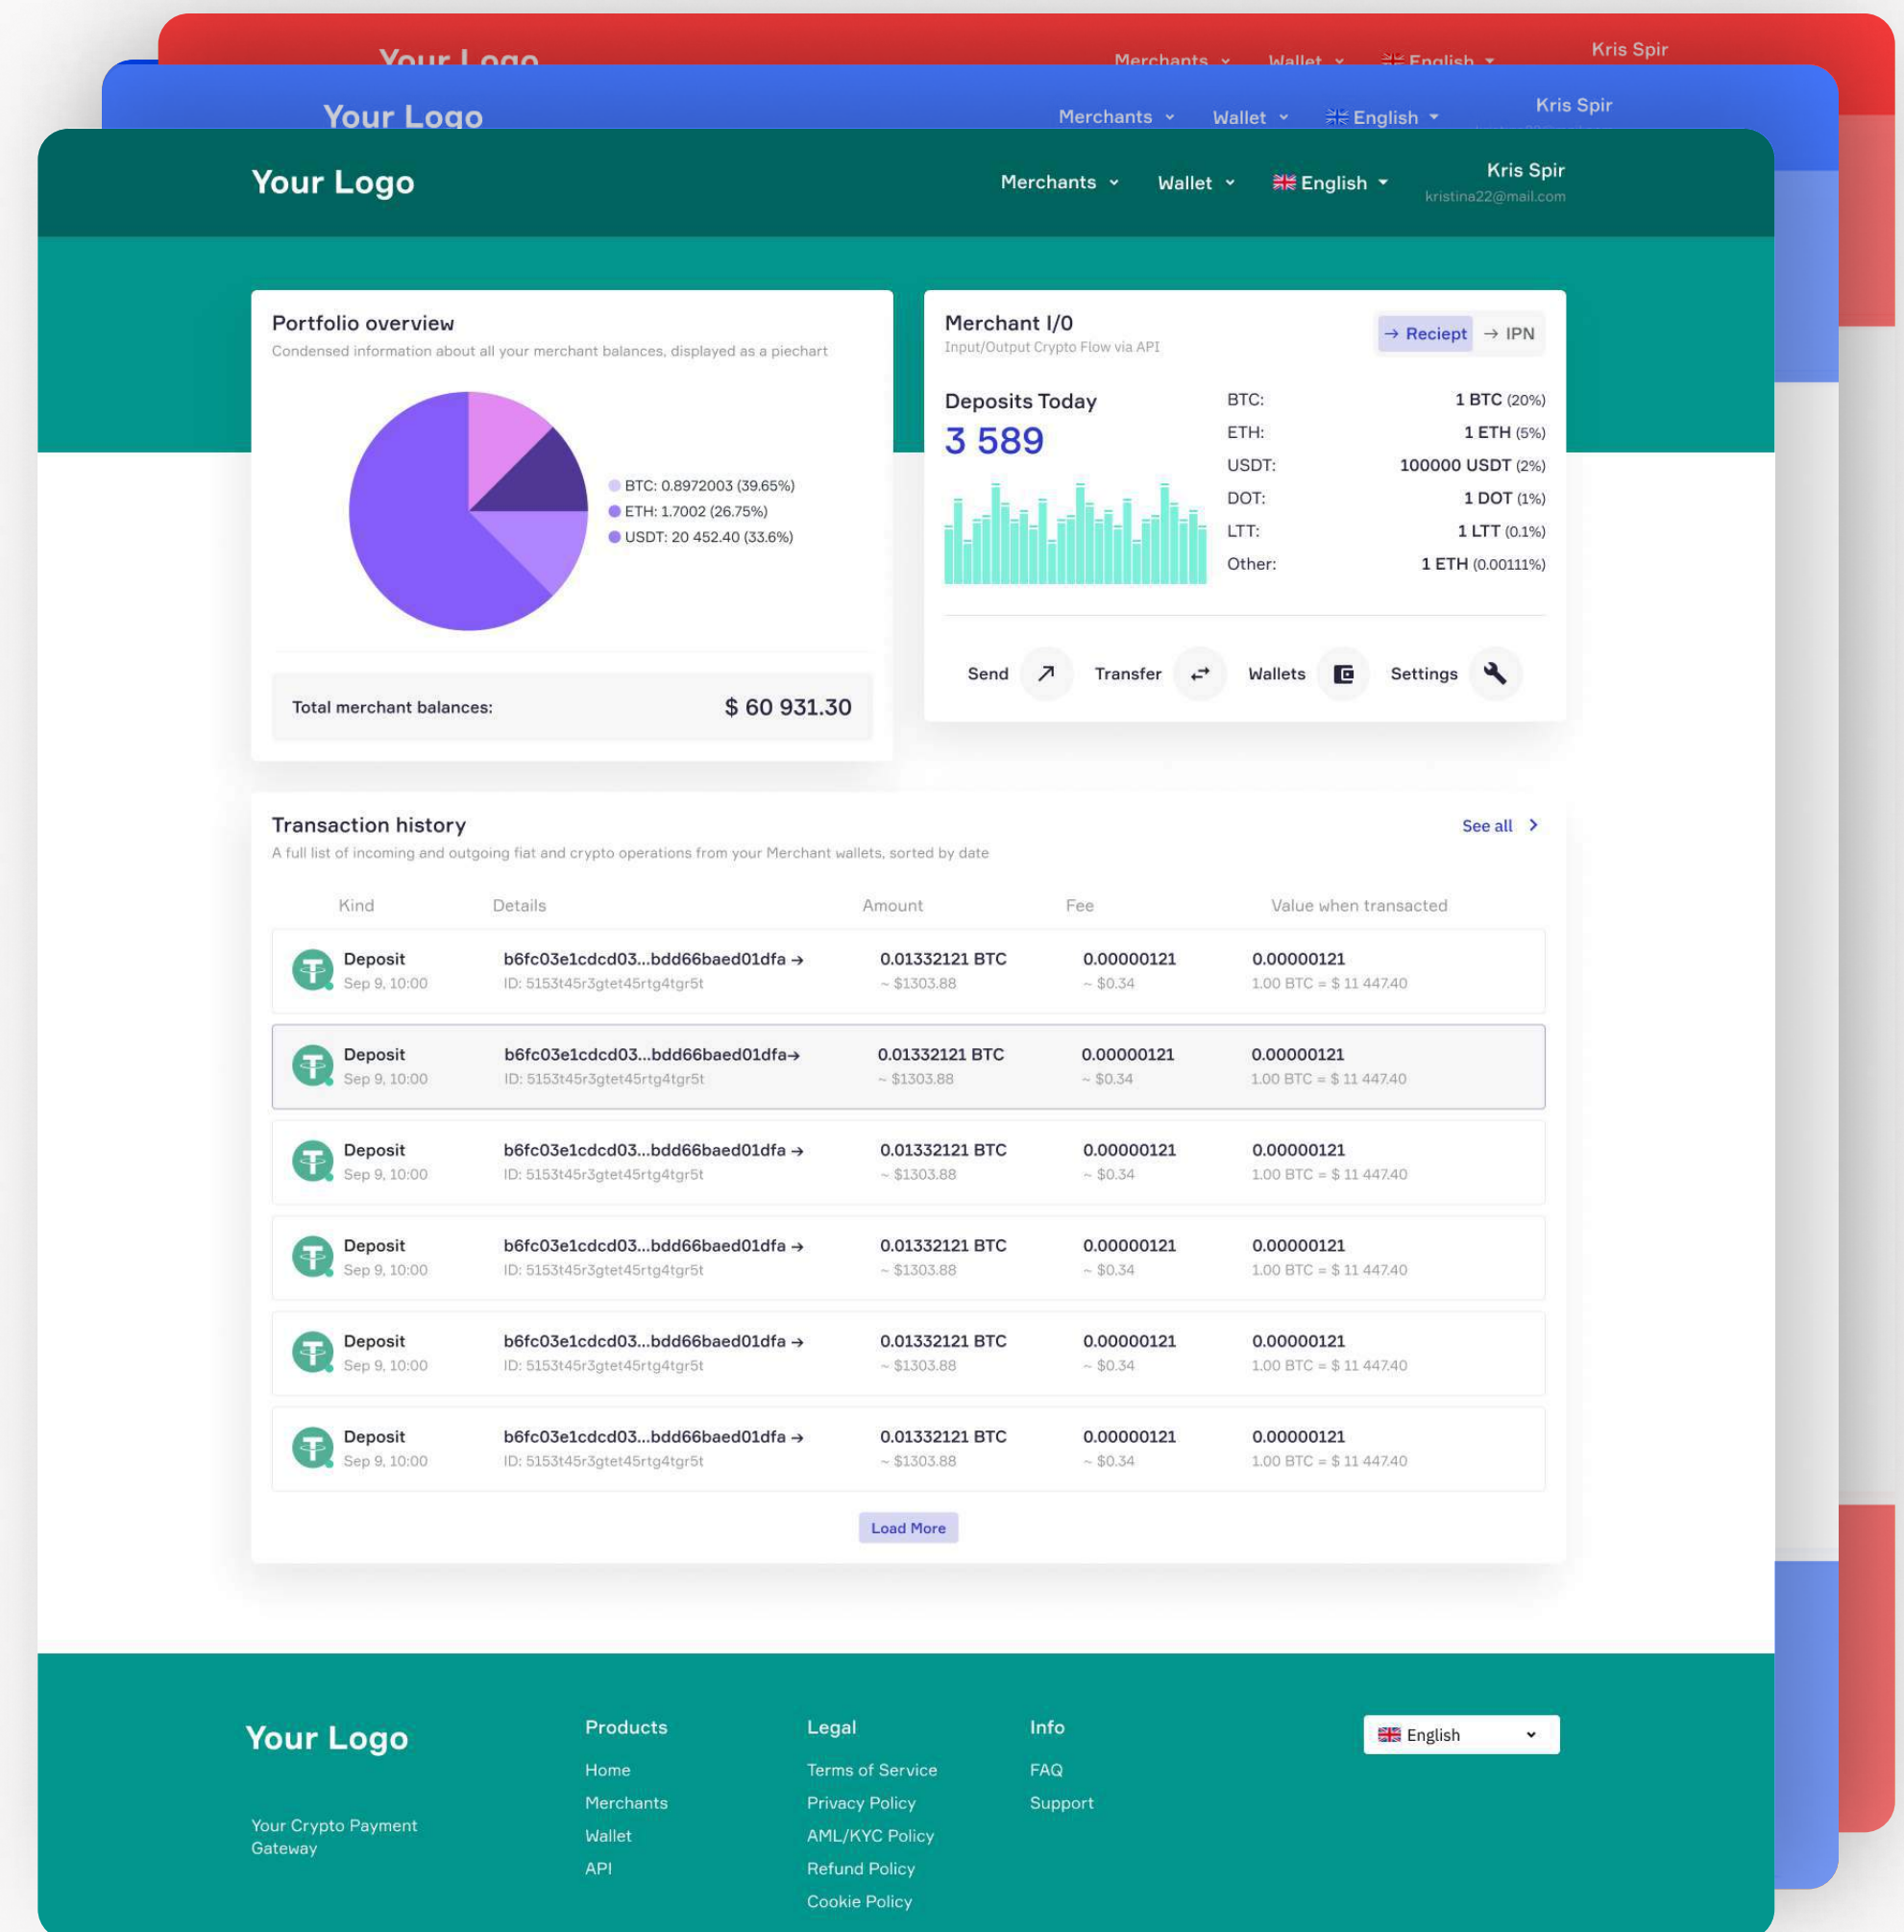 Your Logo
Merchants Wallet English Kris Spir
Your Logo
Merchants Wallet English Kris Spir
Your Logo
Merchants Wallet English Kris Spir
kristina22@mail.com
Portfolio overview
Condensed information about all your merchant balances, displayed as a piechart
BTC: 0.8972003 (39.65%)
ETH: 1.7002 (26.75%)
USDT: 20 452.40 (33.6%)
Total merchant balances: $ 60 931.30
Merchant I/0
Input/Output Crypto Flow via API
→ Reciept → IPN
Deposits Today
3 589
BTC: 1 BTC (20%)
ETH: 1 ETH (5%)
USDT: 100000 USDT (2%)
DOT: 1 DOT (1%)
LTT: 1 LTT (0.1%)
Other: 1 ETH (0.00111%)
Send Transfer Wallets Settings
Transaction history
See all
A full list of incoming and outgoing fiat and crypto operations from your Merchant wallets, sorted by date
Kind Details Amount Fee Value when transacted
Deposit b6fc03e1cdcd03...bdd66baed01dfa → 0.01332121 BTC 0.00000121 0.00000121
Sep 9, 10:00 ID: 5153t45r3gtet45rtg4tgr5t ~ $1303.88 ~ $0.34 1.00 BTC = $ 11 447.40
Deposit b6fc03e1cdcd03...bdd66baed01dfa→ 0.01332121 BTC 0.00000121 0.00000121
Sep 9, 10:00 ID: 5153t45r3gtet45rtg4tgr5t ~ $1303.88 ~ $0.34 1.00 BTC = $ 11 447.40
Deposit b6fc03e1cdcd03...bdd66baed01dfa → 0.01332121 BTC 0.00000121 0.00000121
Sep 9, 10:00 ID: 5153t45r3gtet45rtg4tgr5t ~ $1303.88 ~ $0.34 1.00 BTC = $ 11 447.40
Deposit b6fc03e1cdcd03...bdd66baed01dfa → 0.01332121 BTC 0.00000121 0.00000121
Sep 9, 10:00 ID: 5153t45r3gtet45rtg4tgr5t ~ $1303.88 ~ $0.34 1.00 BTC = $ 11 447.40
Deposit b6fc03e1cdcd03...bdd66baed01dfa → 0.01332121 BTC 0.00000121 0.00000121
Sep 9, 10:00 ID: 5153t45r3gtet45rtg4tgr5t ~ $1303.88 ~ $0.34 1.00 BTC = $ 11 447.40
Deposit b6fc03e1cdcd03...bdd66baed01dfa → 0.01332121 BTC 0.00000121 0.00000121
Sep 9, 10:00 ID: 5153t45r3gtet45rtg4tgr5t ~ $1303.88 ~ $0.34 1.00 BTC = $ 11 447.40
Load More
Your Logo
Your Crypto Payment
Gateway
Products
Home
Merchants
Wallet
API
Legal
Terms of Service
Privacy Policy
AML/KYC Policy
Refund Policy
Cookie Policy
Info
FAQ
Support
English